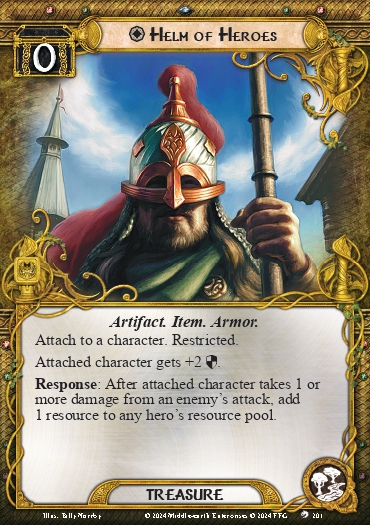 0
Helm of Heroes
Artifact. Item. Armor.
Attach to a character. Restricted.
Attached character gets +2 .
Response: After attached character takes 1 or
more damage from an enemy’s attack, add
1 resource to any hero’s resource pool.
TREASURE
Illus. © 2024 Middle-earth Enterprises © 2024 FFG 201